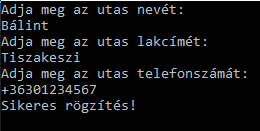 Adja meg az utas nevét:
Bálint
Adja meg az utas lakcímét:
Tiszakeszi
Adja meg az utas telefonszámát:
+36301234567
Sikeres rögzítés!